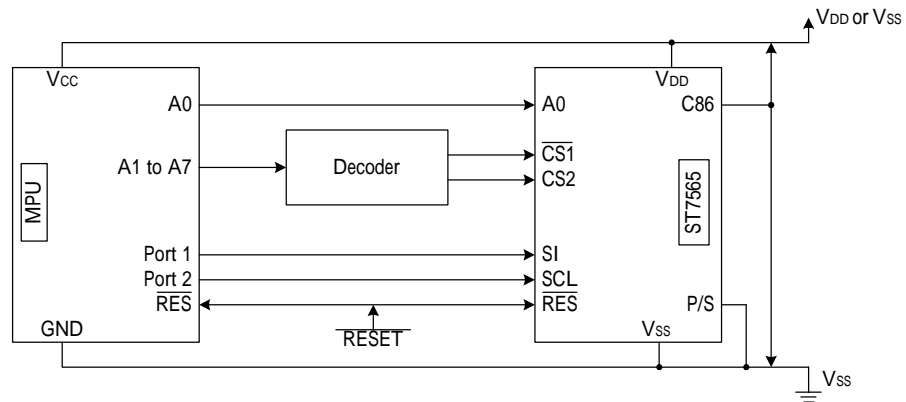 VDD or VSS
VCC
VDD
A0
A0
C86
A1 to A7
Decoder
CS1
CS2
MPU
ST7565
Port 1
SI
Port 2
SCL
RES
RES
P/S
GND
RESET
VSS
VSS